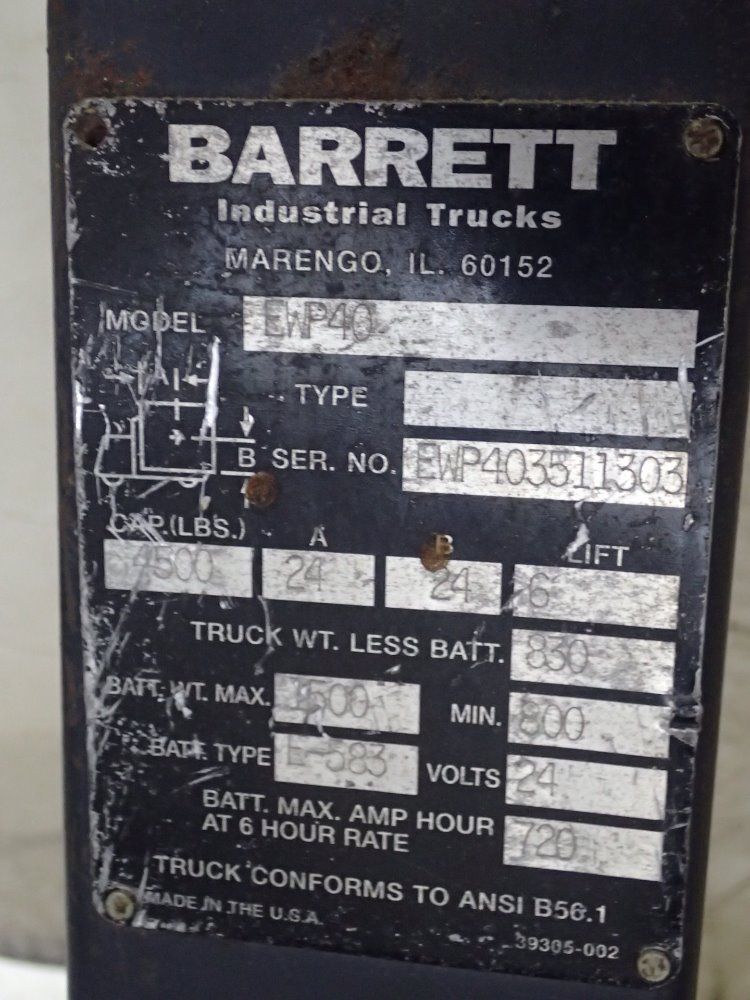 BARRETT
Industrial Trucks
MARENGO, IL. 60152
MODEL EWP40
TYPE
A
B SER. NO. EWP403511303
CAP.(LBS.) A B LIFT
4500 24 24 6
TRUCK WT. LESS BATT. 830
BATT. WT. MAX. 1500 MIN. 800
BATT. TYPE E-583 VOLTS 24
BATT. MAX. AMP HOUR
AT 6 HOUR RATE 720
TRUCK CONFORMS TO ANSI B56.1
MADE IN THE U.S.A.
39305-002